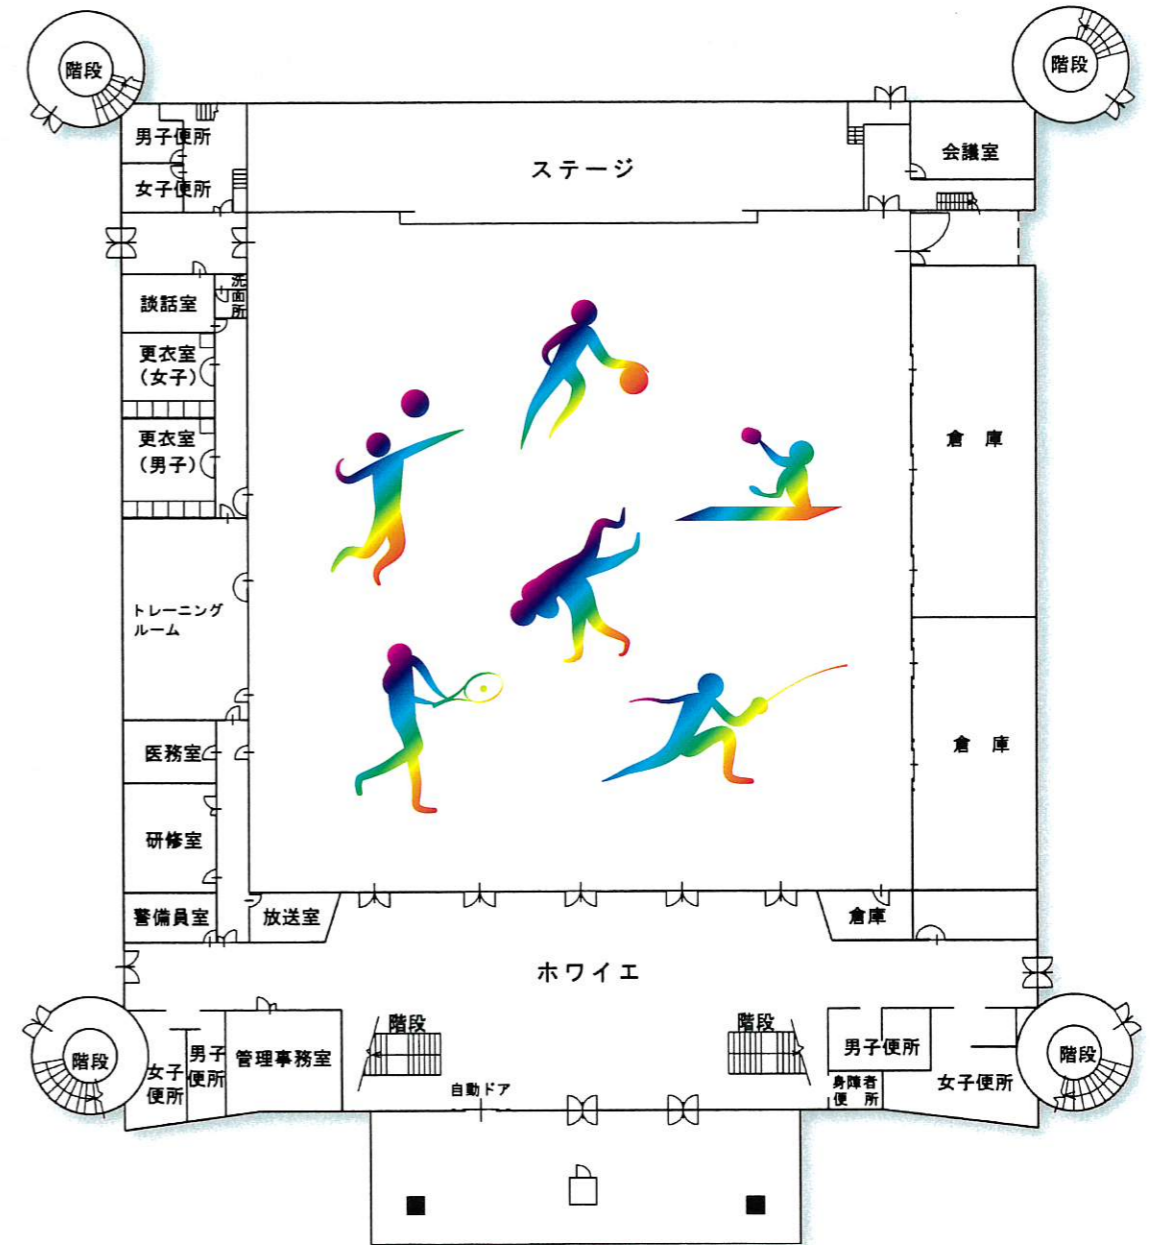 階段
階段
男子便所
女子便所
ステージ
会議室
談話室
洗面所
更衣室
（女子）
更衣室
（男子）
倉 庫
トレーニング
ルーム
医務室
倉 庫
研修室
警備員室
放送室
倉庫
ホワイエ
階段
階段
階段
女子
便所
男子
便所
管理事務室
自動ドア
男子便所
身障者
便 所
女子便所
階段